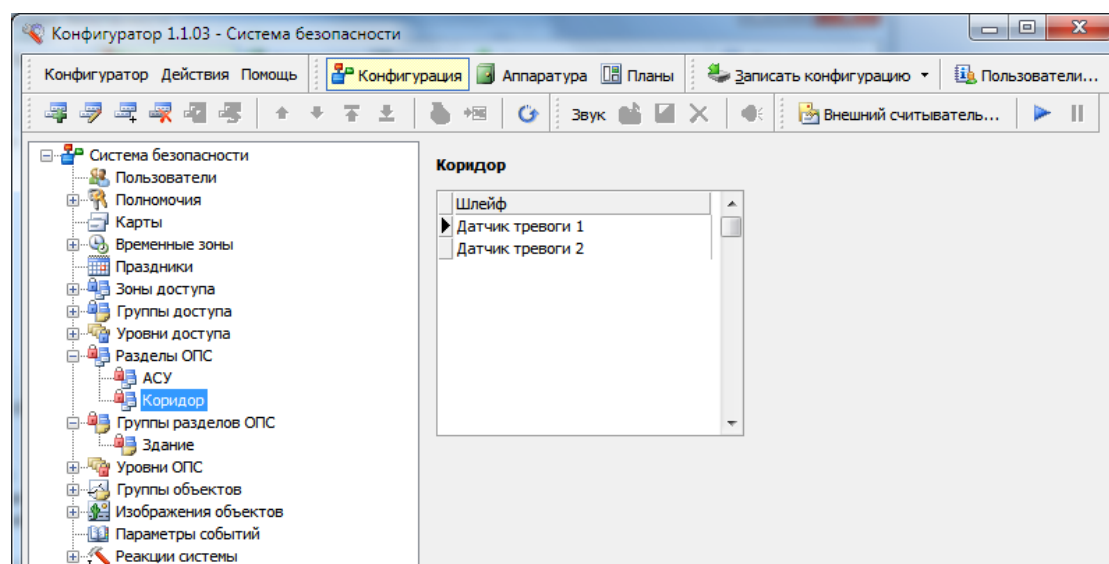 Конфигуратор 1.1.03 - Система безопасности
Конфигуратор Действия Помощь Конфигурация Аппаратура Планы Записать конфигурацию Пользователи...
Звук Внешний считыватель...
Система безопасности
Пользователи
Полномочия
Карты
Временные зоны
Праздники
Зоны доступа
Группы доступа
Уровни доступа
Разделы ОПС
АСУ
Коридор
Группы разделов ОПС
Здание
Уровни ОПС
Группы объектов
Изображения объектов
Параметры событий
Реакции системы
Коридор
Шлейф
Датчик тревоги 1
Датчик тревоги 2